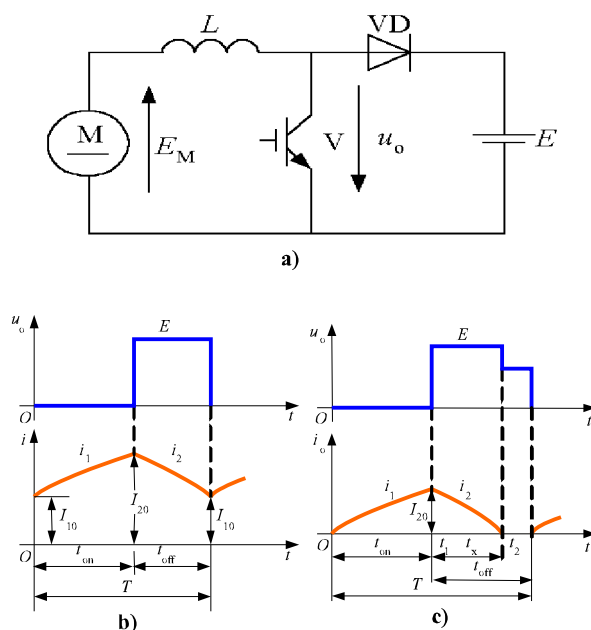 L
VD
M
E_M
V
u_o
E
a)
u_o
E
O
t
i
i_1
i_2
I_10
I_20
I_10
O
t_on
t_off
t
T
b)
u_o
E
O
t
i_o
i_1
i_2
I_20
O
t_on
t_1
t_x
t_2
t
t_off
T
c)